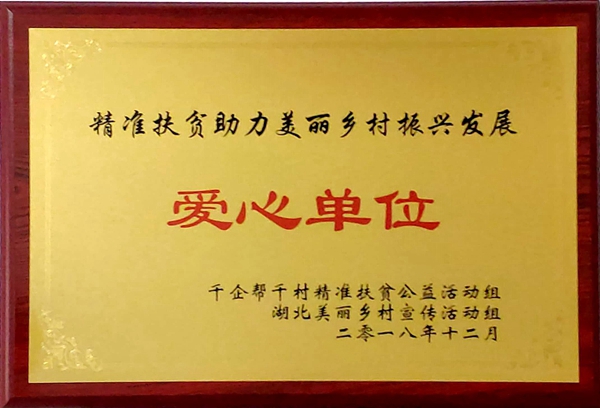 精准扶贫助力美丽乡村振兴发展
爱心单位
千企帮千村精准扶贫公益活动组
湖北美丽乡村宣传活动组
二零一八年十二月